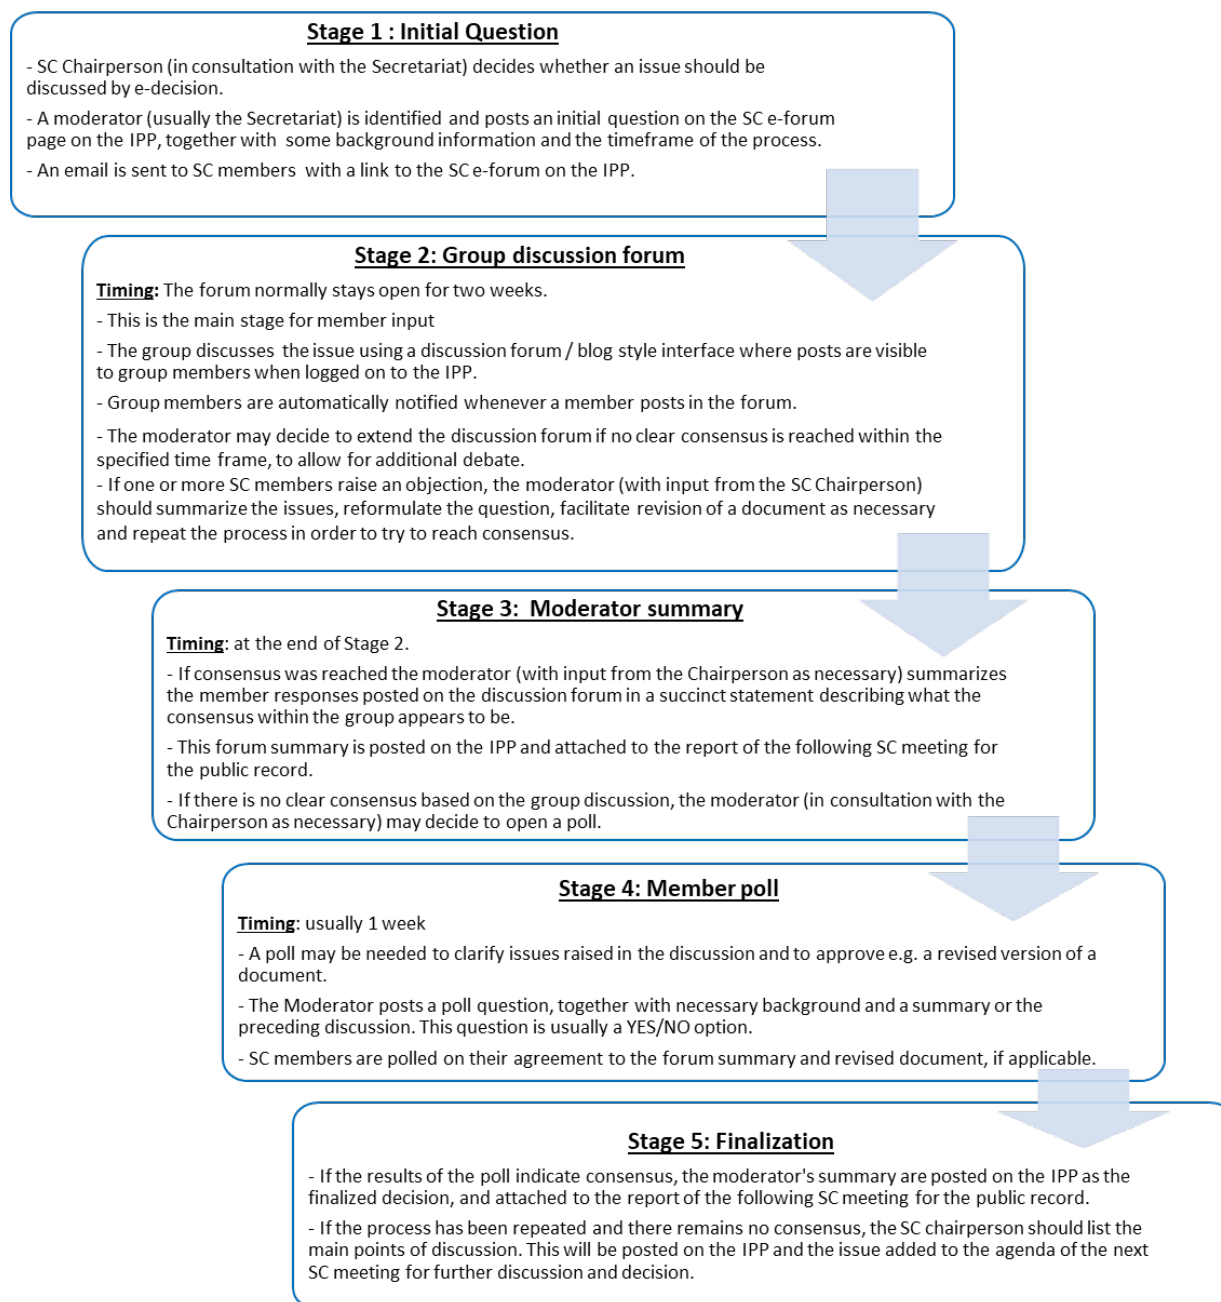 Stage 1 : Initial Question
- SC Chairperson (in consultation with the Secretariat) decides whether an issue should be
discussed by e-decision.
- A moderator (usually the Secretariat) is identified and posts an initial question on the SC e-forum
page on the IPP, together with some background information and the timeframe of the process.
- An email is sent to SC members with a link to the SC e-forum on the IPP.
Stage 2: Group discussion forum
Timing: The forum normally stays open for two weeks.
- This is the main stage for member input
- The group discusses the issue using a discussion forum / blog style interface where posts are visible
to group members when logged on to the IPP.
- Group members are automatically notified whenever a member posts in the forum.
- The moderator may decide to extend the discussion forum if no clear consensus is reached within the
specified time frame, to allow for additional debate.
- If one or more SC members raise an objection, the moderator (with input from the SC Chairperson)
should summarize the issues, reformulate the question, facilitate revision of a document as necessary
and repeat the process in order to try to reach consensus.
Stage 3: Moderator summary
Timing: at the end of Stage 2.
- If consensus was reached the moderator (with input from the Chairperson as necessary) summarizes
the member responses posted on the discussion forum in a succinct statement describing what the
consensus within the group appears to be.
- This forum summary is posted on the IPP and attached to the report of the following SC meeting for
the public record.
- If there is no clear consensus based on the group discussion, the moderator (in consultation with the
Chairperson as necessary) may decide to open a poll.
Stage 4: Member poll
Timing: usually 1 week
- A poll may be needed to clarify issues raised in the discussion and to approve e.g. a revised version of a
document.
- The Moderator posts a poll question, together with necessary background and a summary or the
preceding discussion. This question is usually a YES/NO option.
- SC members are polled on their agreement to the forum summary and revised document, if applicable.
Stage 5: Finalization
- If the results of the poll indicate consensus, the moderator's summary are posted on the IPP as the
finalized decision, and attached to the report of the following SC meeting for the public record.
- If the process has been repeated and there remains no consensus, the SC chairperson should list the
main points of discussion. This will be posted on the IPP and the issue added to the agenda of the next
SC meeting for further discussion and decision.